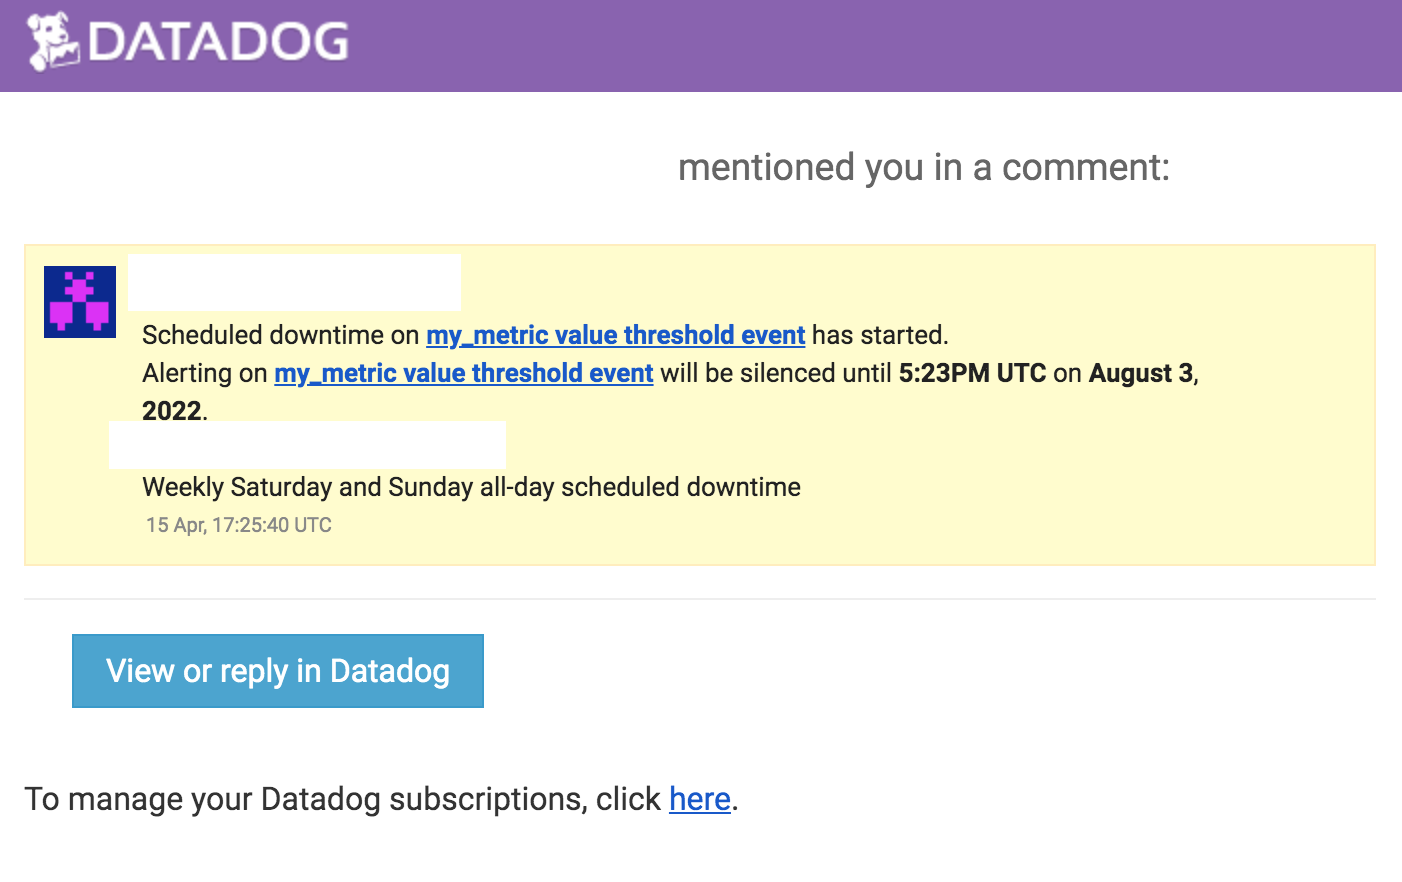 DATADOG
mentioned you in a comment:
Scheduled downtime on my_metric value threshold event has started.
Alerting on my_metric value threshold event will be silenced until 5:23PM UTC on August 3,
2022.
Weekly Saturday and Sunday all-day scheduled downtime
15 Apr, 17:25:40 UTC
View or reply in Datadog
To manage your Datadog subscriptions, click here.